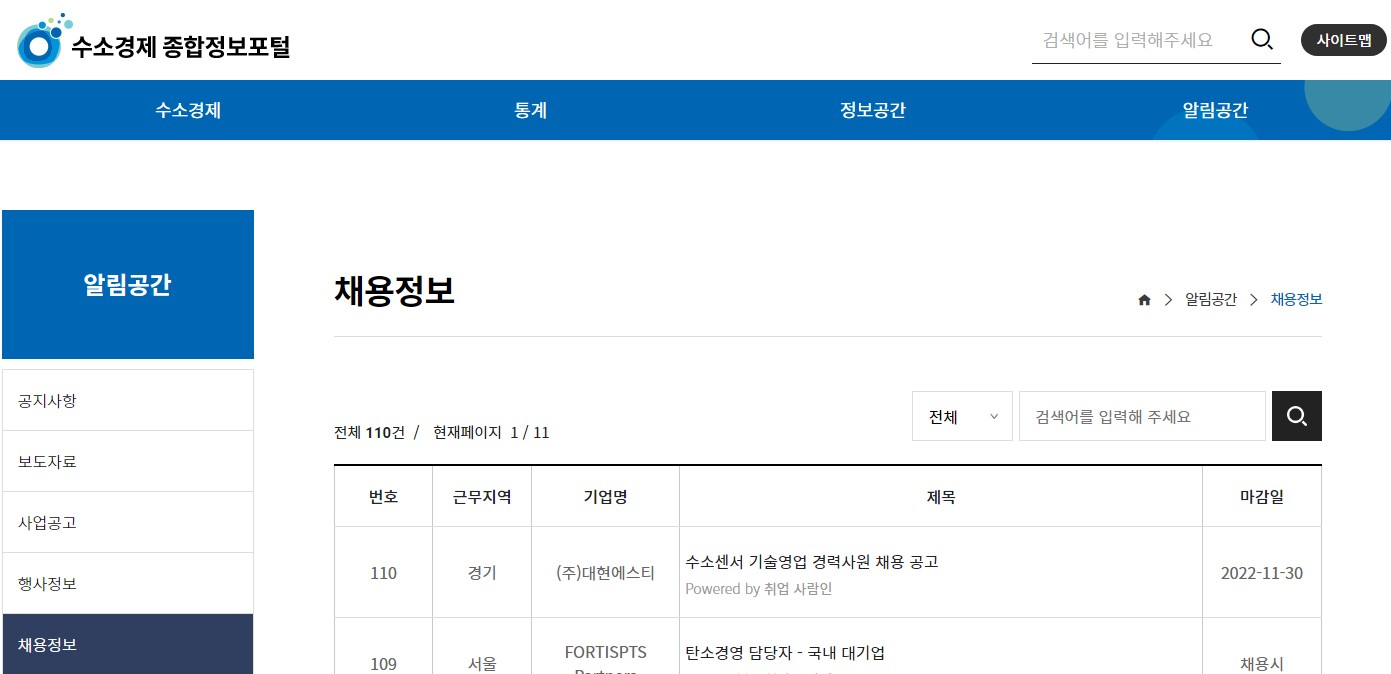 수소경제 종합정보포털
검색어를 입력해주세요
사이트맵
수소경제 통계 정보공간 알림공간
알림공간
공지사항
보도자료
사업공고
행사정보
채용정보
채용정보
알림공간 > 채용정보
전체 110건 / 현재페이지 1 / 11
전체
검색어를 입력해 주세요
번호 근무지역 기업명 제목 마감일
110 경기 (주)대현에스티 수소센서 기술영업 경력사원 채용 공고 2022-11-30
Powered by 취업 사람인
109 서울 FORTISPTS 탄소경영 담당자 - 국내 대기업 채용시